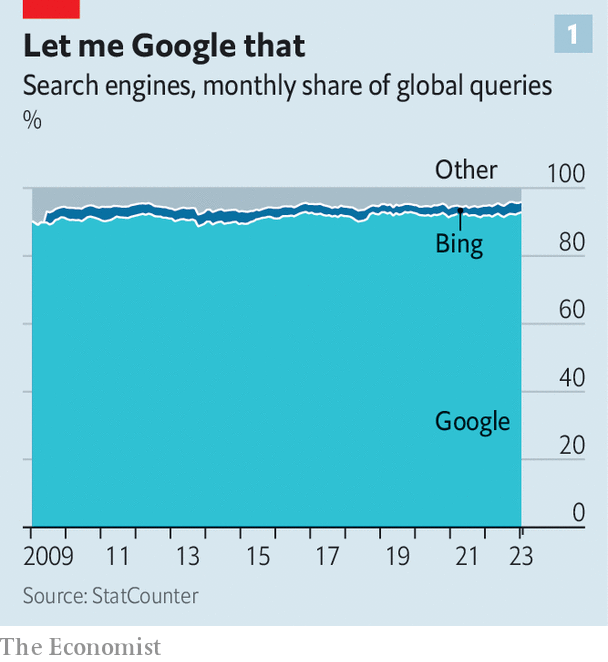 1
Let me Google that
Search engines, monthly share of global queries
%
Other
100
Bing
80
60
40
Google
20
0
2009 11 13 15 17 19 21 23
Source: StatCounter
The Economist